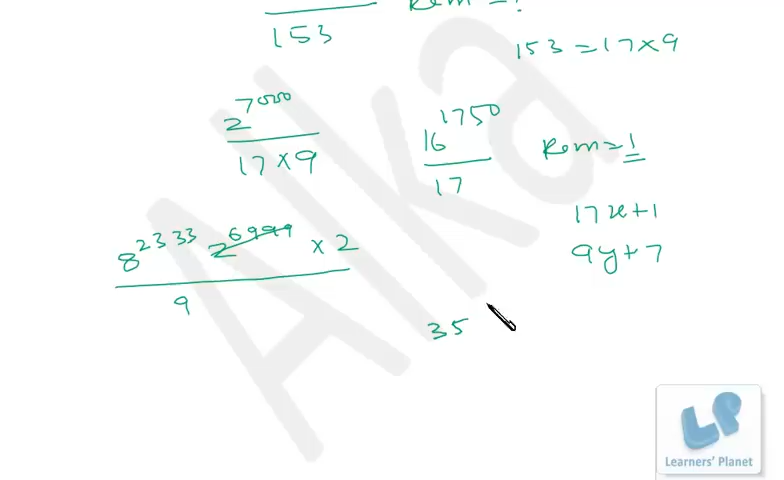 Rem = ?
153
153 = 17 × 9
2^7000
17 × 9
16^1750
17
Rem = 1
17x + 1
9y + 7
8^2333 2^6999 × 2
9
35
Alka
LP
Learners' Planet